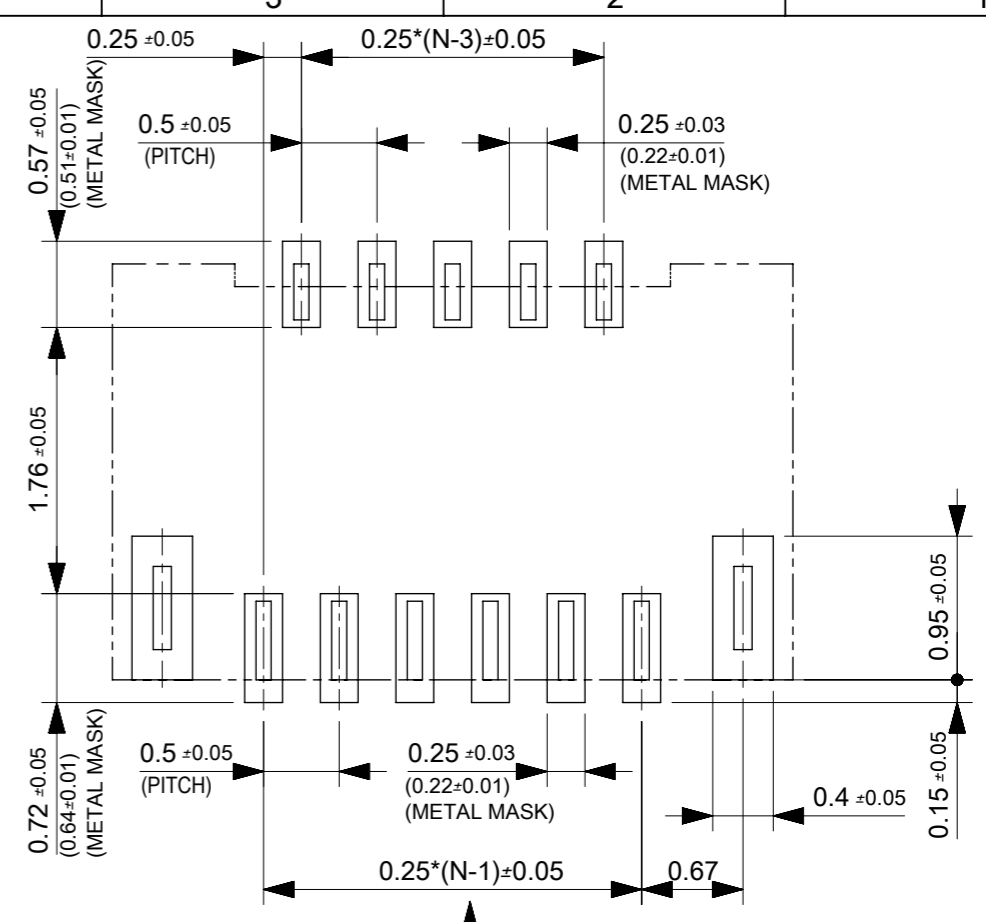 2
0.25 ±0.05
0.25*(N-3)±0.05
0.57 ±0.05
(0.51±0.01)
(METAL MASK)
0.5 ±0.05
(PITCH)
0.25 ±0.03
(0.22±0.01)
(METAL MASK)
1.76 ±0.05
0.95 ±0.05
0.72 ±0.05
(0.64±0.01)
(METAL MASK)
0.5 ±0.05
(PITCH)
0.25 ±0.03
(0.22±0.01)
(METAL MASK)
0.4 ±0.05
0.15 ±0.05
0.25*(N-1)±0.05
0.67